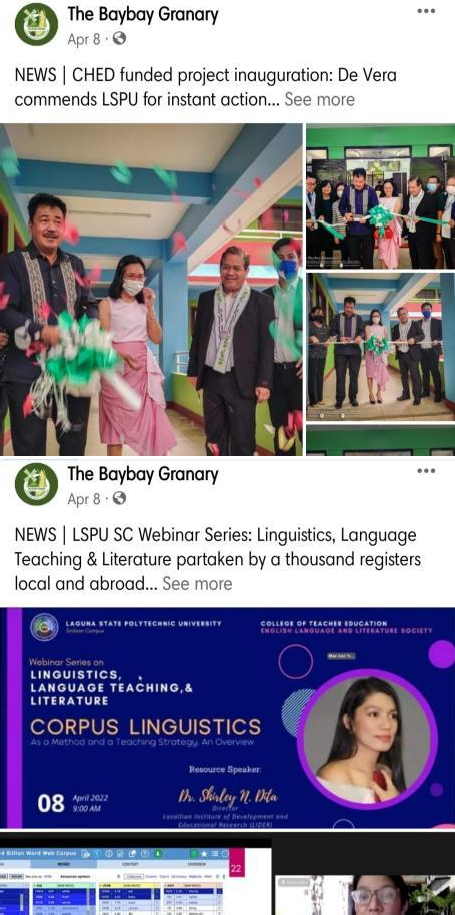 The Baybay Granary
Apr 8 ·
NEWS | CHED funded project inauguration: De Vera
commends LSPU for instant action... See more
The Baybay Granary
Apr 8 ·
NEWS | LSPU SC Webinar Series: Linguistics, Language
Teaching & Literature partaken by a thousand registers
local and abroad... See more
LAGUNA STATE POLYTECHNIC UNIVERSITY
Siniloan Campus
COLLEGE OF TEACHER EDUCATION
ENGLISH LANGUAGE AND LITERATURE SOCIETY
Webinar Series on
LINGUISTICS,
LANGUAGE TEACHING,&
LITERATURE
CORPUS LINGUISTICS
As a Method and a Teaching Strategy: An Overview
Resource Speaker:
Dr. Shirley N. Dita
Director
Lasallian Institute of Development and
Educational Research (LIDER)
08
April 2022
9:00 AM
Billion Word Web Corpus
22